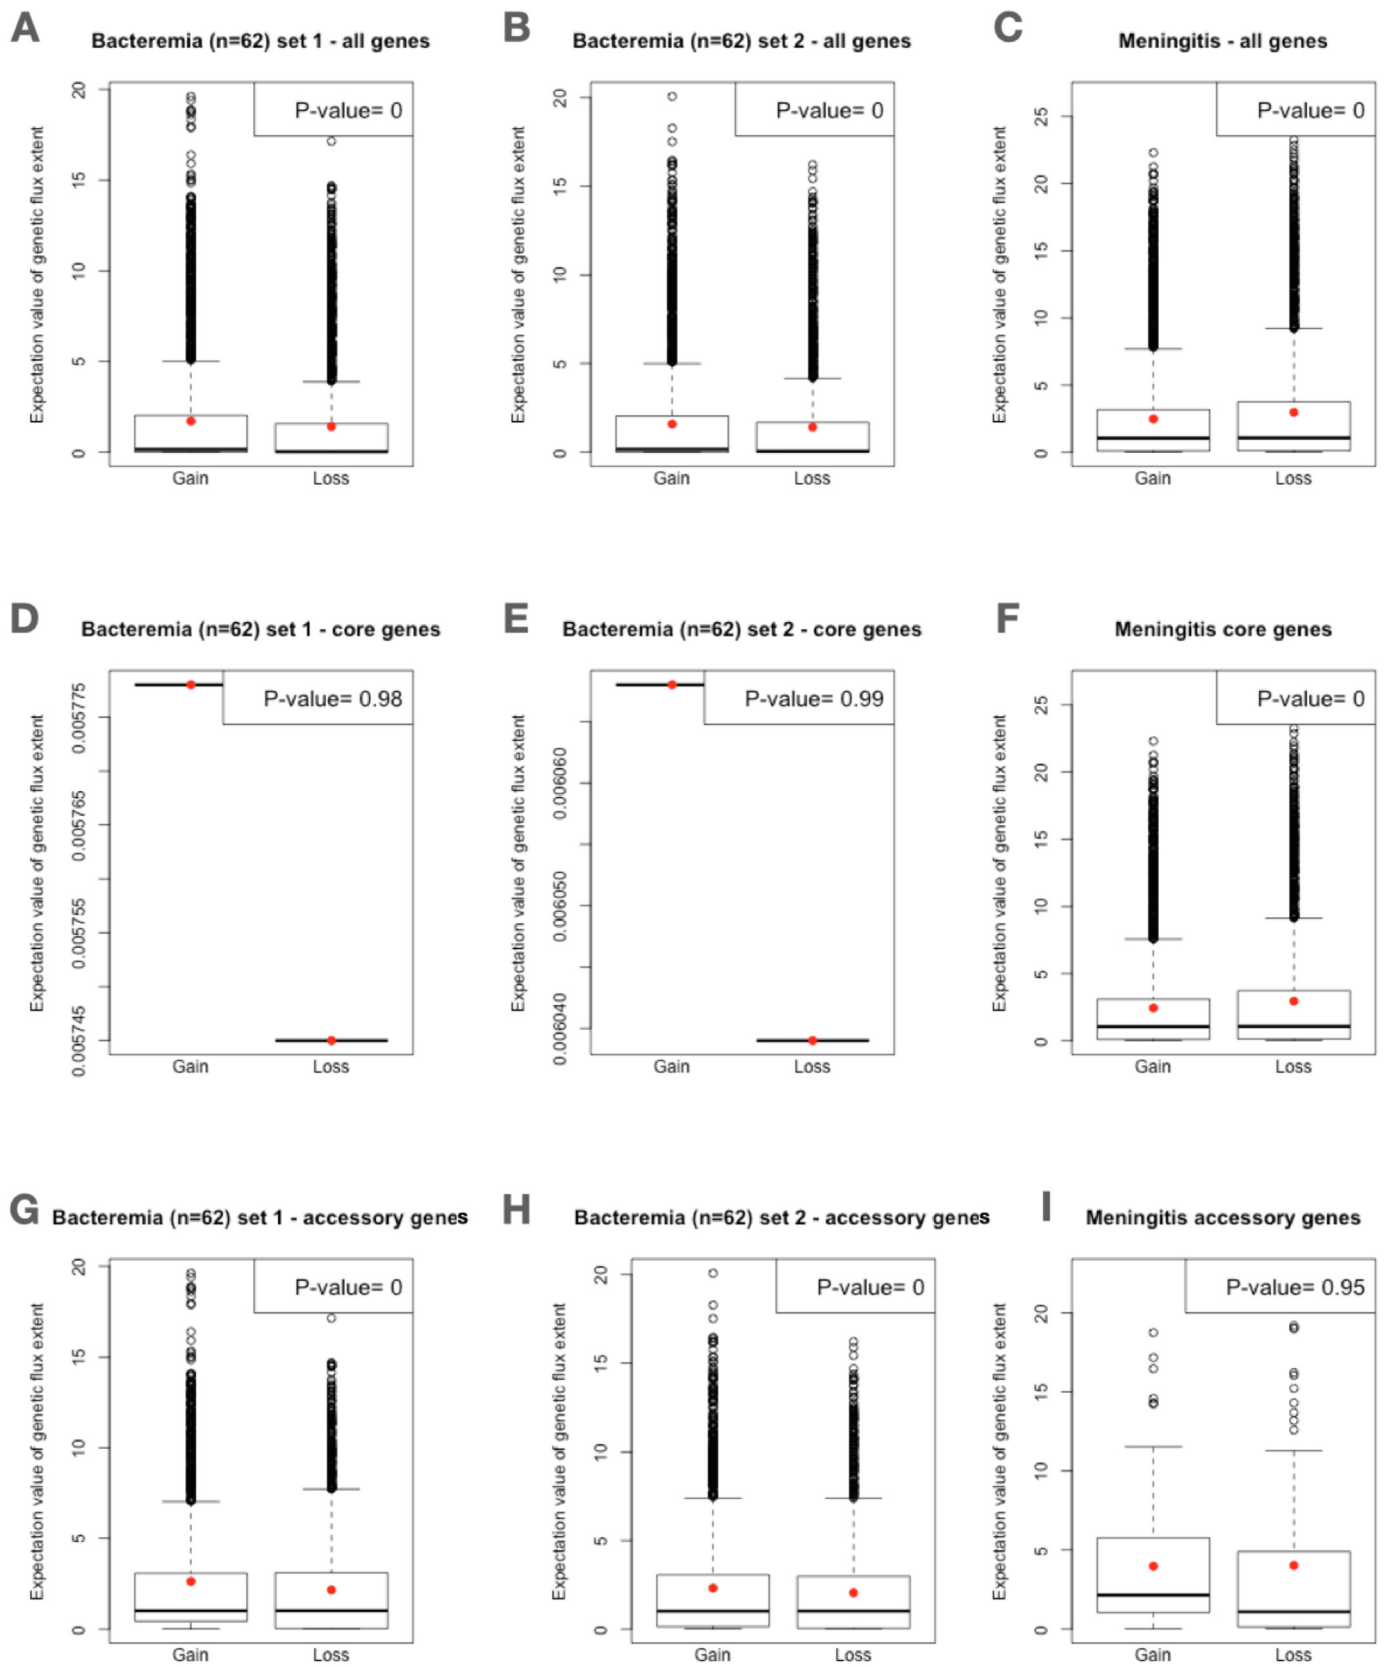 A Bacteremia (n=62) set 1 - all genes
P-value= 0
Expectation value of genetic flux extent
20
15
10
5
0
Gain Loss
B Bacteremia (n=62) set 2 - all genes
P-value= 0
Expectation value of genetic flux extent
20
15
10
5
0
Gain Loss
C Meningitis - all genes
P-value= 0
Expectation value of genetic flux extent
25
20
15
10
5
0
Gain Loss
D Bacteremia (n=62) set 1 - core genes
P-value= 0.98
Expectation value of genetic flux extent
0.005775
0.005765
0.005755
0.005745
Gain Loss
E Bacteremia (n=62) set 2 - core genes
P-value= 0.99
Expectation value of genetic flux extent
0.006060
0.006050
0.006040
Gain Loss
F Meningitis core genes
P-value= 0
Expectation value of genetic flux extent
25
20
15
10
5
0
Gain Loss
G Bacteremia (n=62) set 1 - accessory genes
P-value= 0
Expectation value of genetic flux extent
20
15
10
5
0
Gain Loss
H Bacteremia (n=62) set 2 - accessory genes
P-value= 0
Expectation value of genetic flux extent
20
15
10
5
0
Gain Loss
I Meningitis accessory genes
P-value= 0.95
Expectation value of genetic flux extent
20
15
10
5
0
Gain Loss